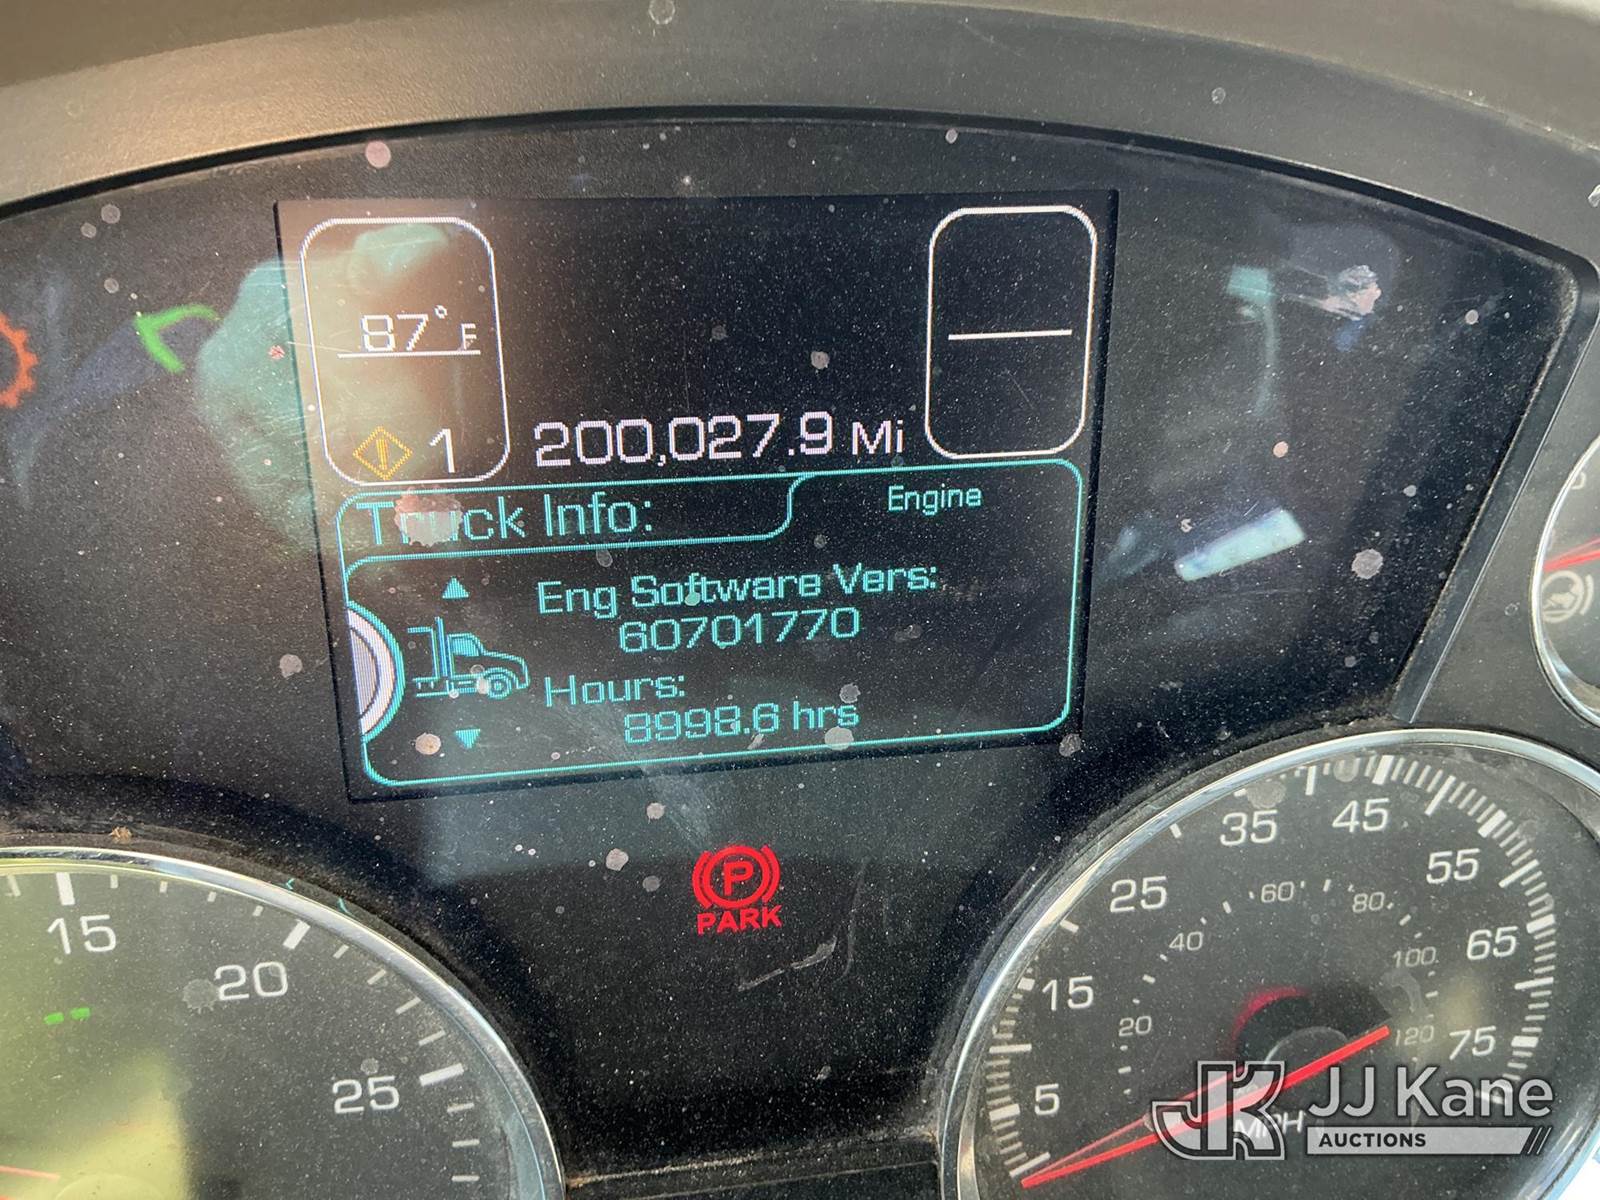 87°F
1
200,027.9 Mi
Truck Info:
Engine
Eng Software Vers:
60701770
Hours:
8998.6 hrs
P
PARK
15
20
25
5
15
25
35
45
55
65
75
20
40
60
80
100
120
MPH
JK JJ Kane
AUCTIONS